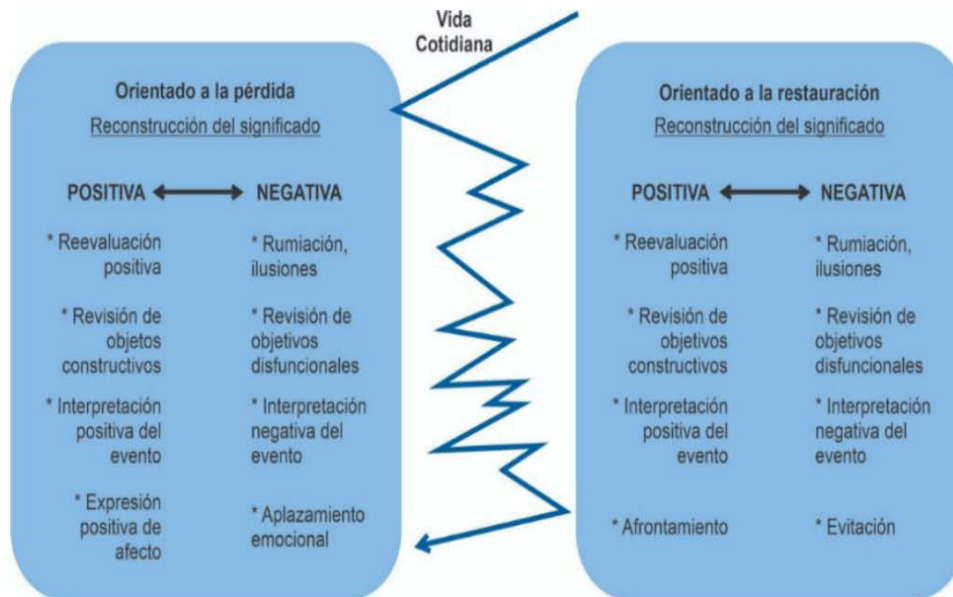 Vida
Cotidiana
Orientado a la pérdida
Reconstrucción del significado
POSITIVA NEGATIVA
* Reevaluación
positiva
* Rumiación,
ilusiones
* Revisión de
objetos
constructivos
* Revisión de
objetivos
disfuncionales
* Interpretación
positiva del
evento
* Interpretación
negativa del
evento
* Expresión
positiva de
afecto
* Aplazamiento
emocional
Orientado a la restauración
Reconstrucción del significado
POSITIVA NEGATIVA
* Reevaluación
positiva
* Rumiación,
ilusiones
* Revisión de
objetivos
constructivos
* Revisión de
objetivos
disfuncionales
* Interpretación
positiva del
evento
* Interpretación
negativa del
evento
* Afrontamiento
* Evitación